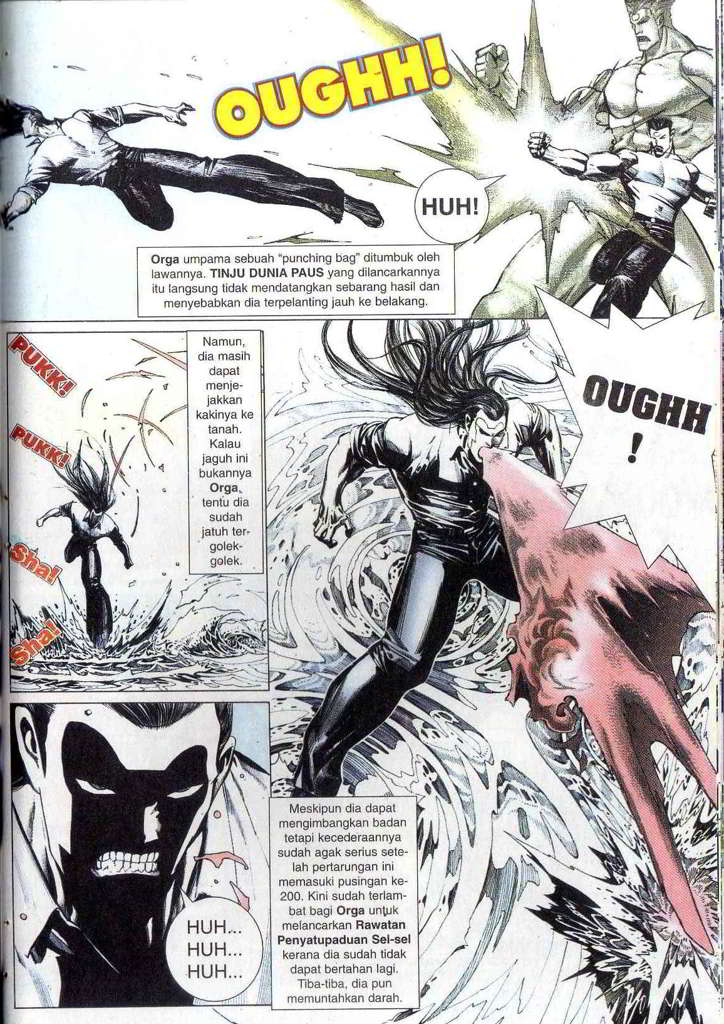 OUGHH!
HUH!
Orga umpama sebuah "punching bag" ditumbuk oleh
lawannya. TINJU DUNIA PAUS yang dilancarkannya
itu langsung tidak mendatangkan sebarang hasil dan
menyebabkan dia terpelanting jauh ke belakang.
PUKK!
PUKK!
Sha!
Sha!
Namun,
dia masih
dapat
menje-
jakkan
kakinya ke
tanah.
Kalau
jaguh ini
bukannya
Orga,
tentu dia
sudah
jatuh ter-
golek-
golek.
OUGHH
!
Meskipun dia dapat
mengimbangkan badan
tetapi kecederaannya
sudah agak serius sete-
lah pertarungan ini
memasuki pusingan ke-
200. Kini sudah terlam-
bat bagi Orga untuk
melancarkan Rawatan
Penyatupaduan Sel-sel
kerana dia sudah tidak
dapat bertahan lagi.
Tiba-tiba, dia pun
memuntahkan darah.
HUH...
HUH...
HUH...